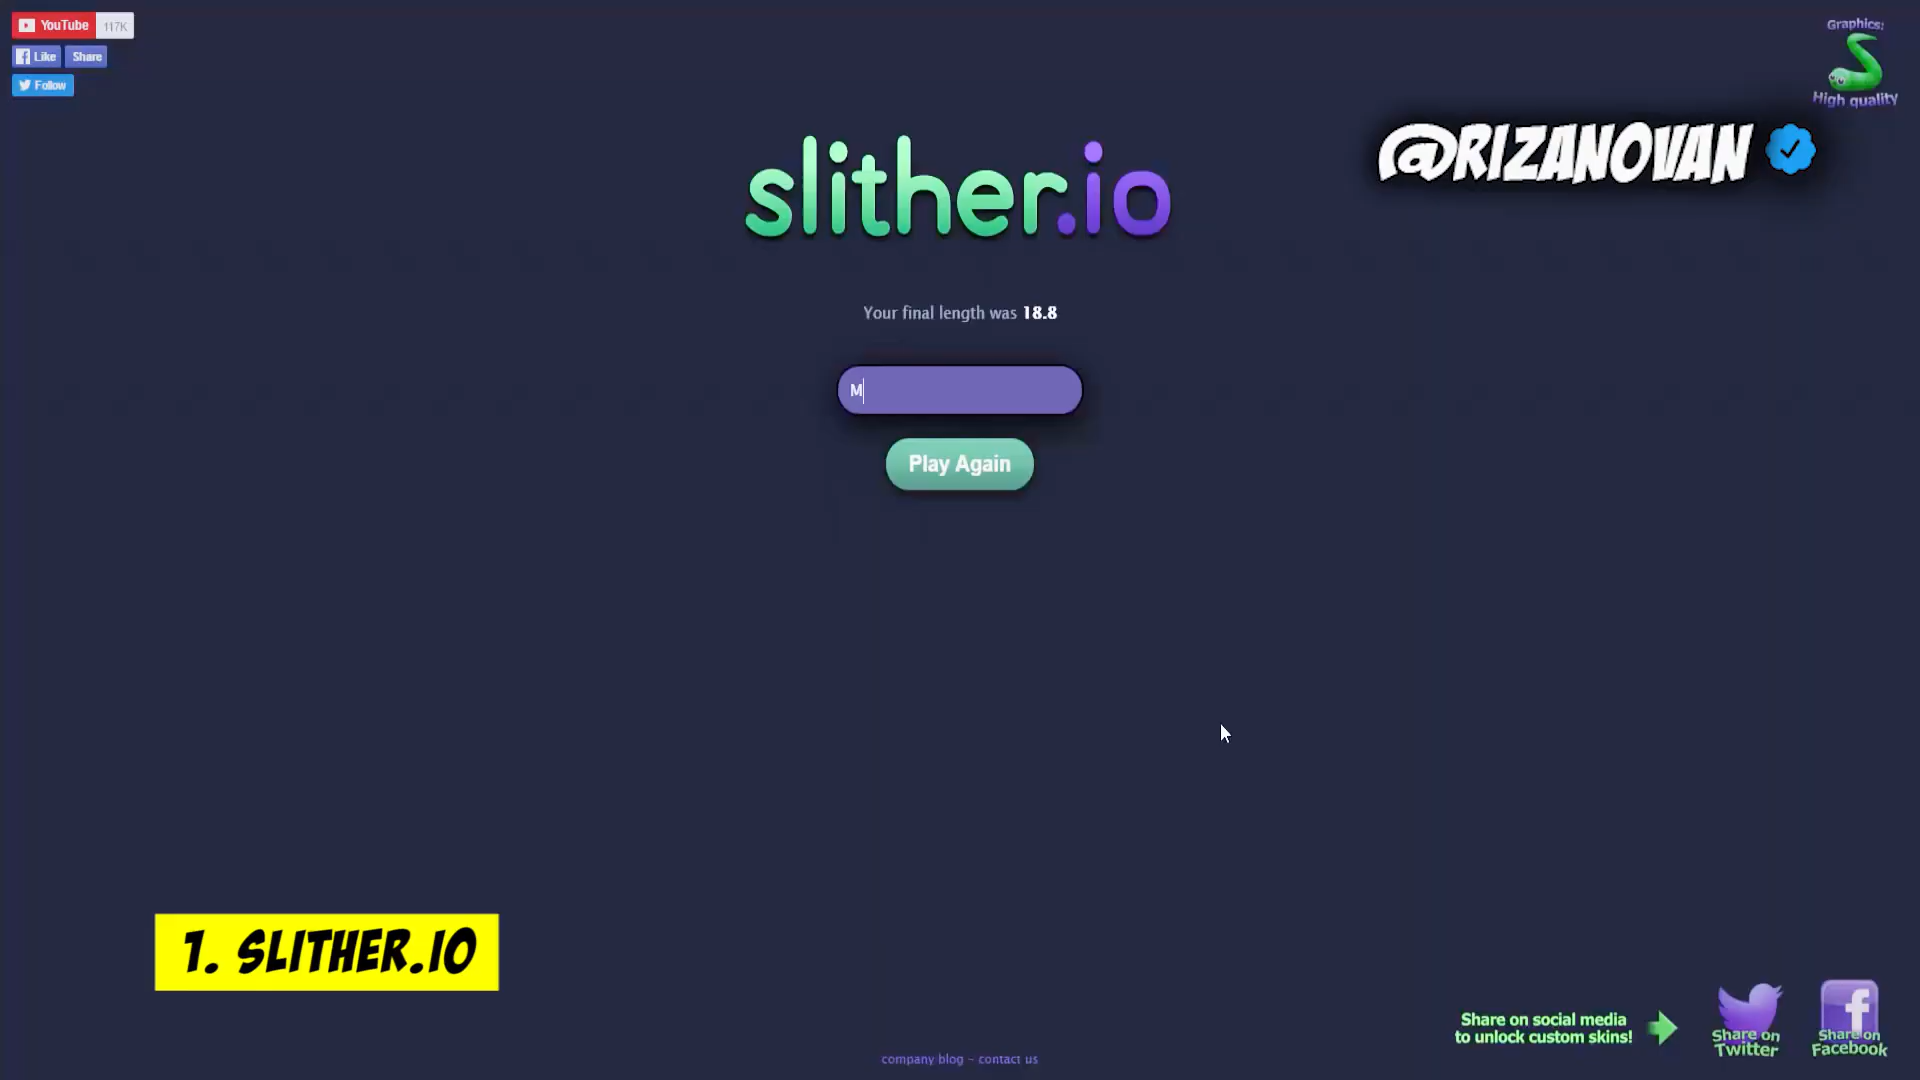 YouTube 117K
Like Share
Follow
Graphics:
High quality
@RIZANOVAN
slither.io
Your final length was 18.8
M
Play Again
1. SLITHER.IO
Share on social media
to unlock custom skins!
Share on
Twitter
Share on
Facebook
company blog - contact us